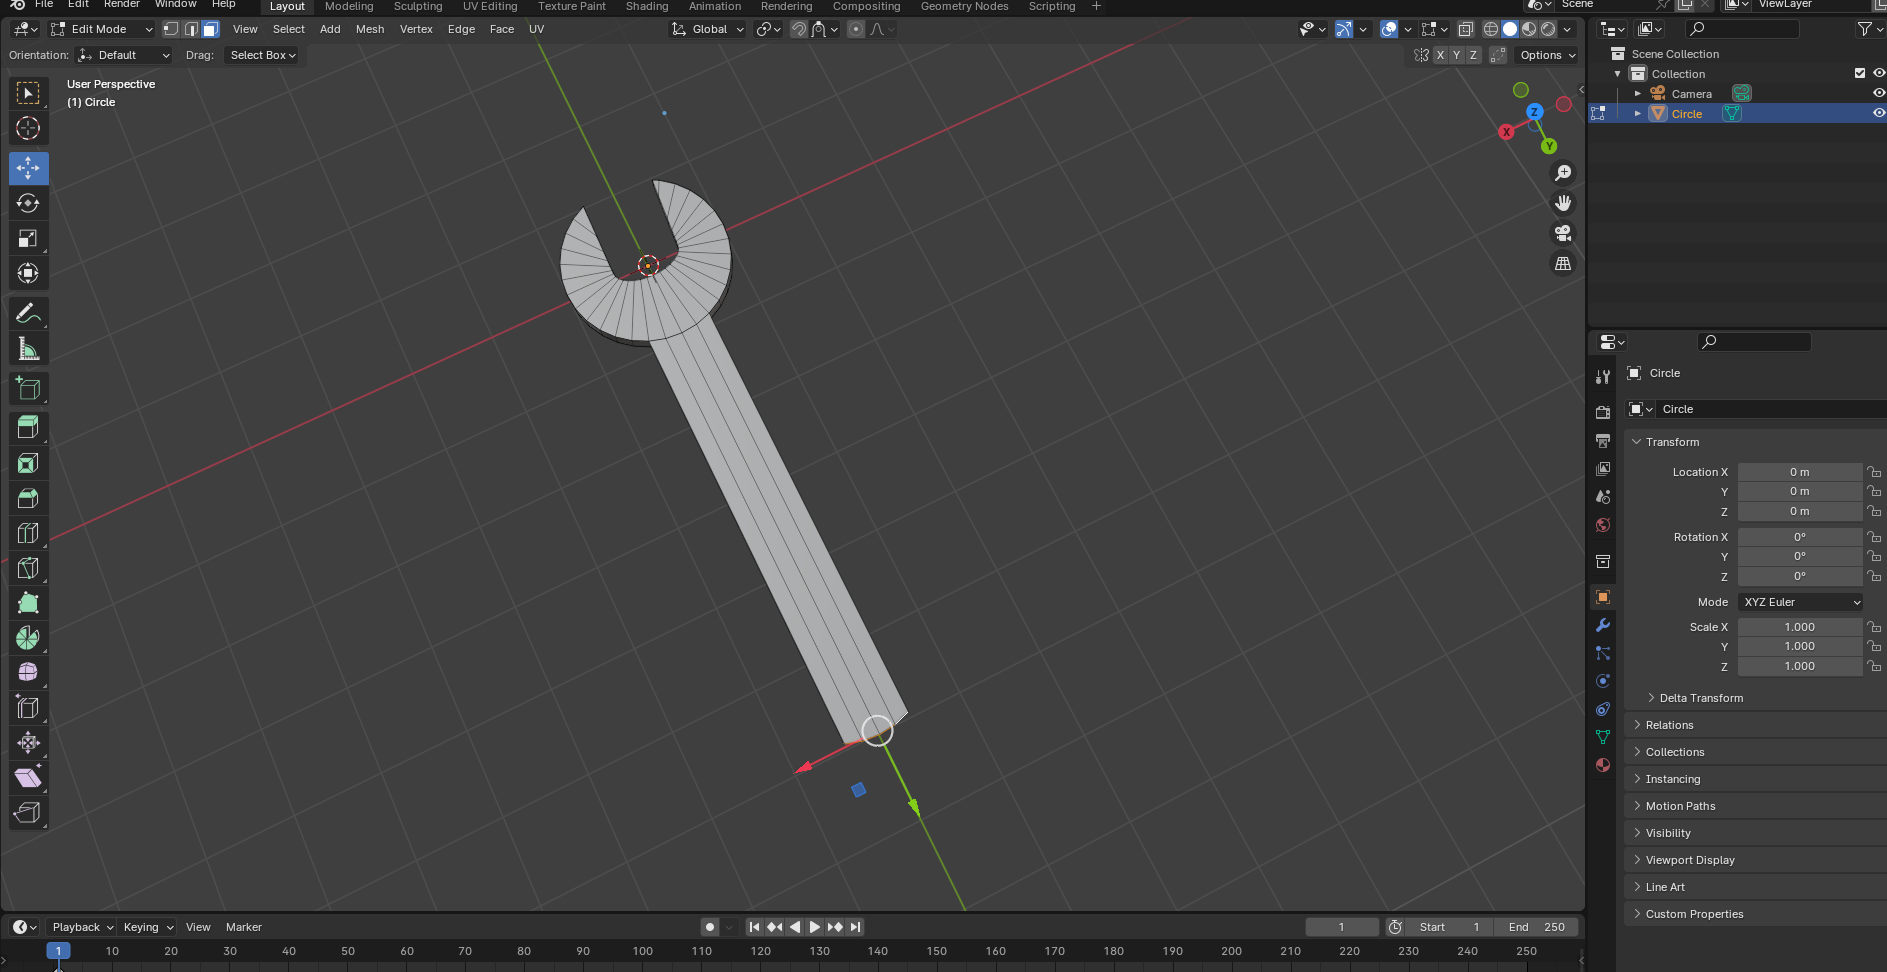 File Edit Render Window Help Layout Modeling Sculpting UV Editing Texture Paint Shading Animation Rendering Compositing Geometry Nodes Scripting + Scene ViewLayer
Edit Mode View Select Add Mesh Vertex Edge Face UV Global
Orientation: Default Drag: Select Box X Y Z Options
User Perspective
(1) Circle
Z
X
Y
Scene Collection
Collection
Camera
Circle
Circle
Circle
Transform
Location X 0 m
Y 0 m
Z 0 m
Rotation X 0°
Y 0°
Z 0°
Mode XYZ Euler
Scale X 1.000
Y 1.000
Z 1.000
Delta Transform
Relations
Collections
Instancing
Motion Paths
Visibility
Viewport Display
Line Art
Custom Properties
Playback Keying View Marker 1 Start 1 End 250
1 10 20 30 40 50 60 70 80 90 100 110 120 130 140 150 160 170 180 190 200 210 220 230 240 250